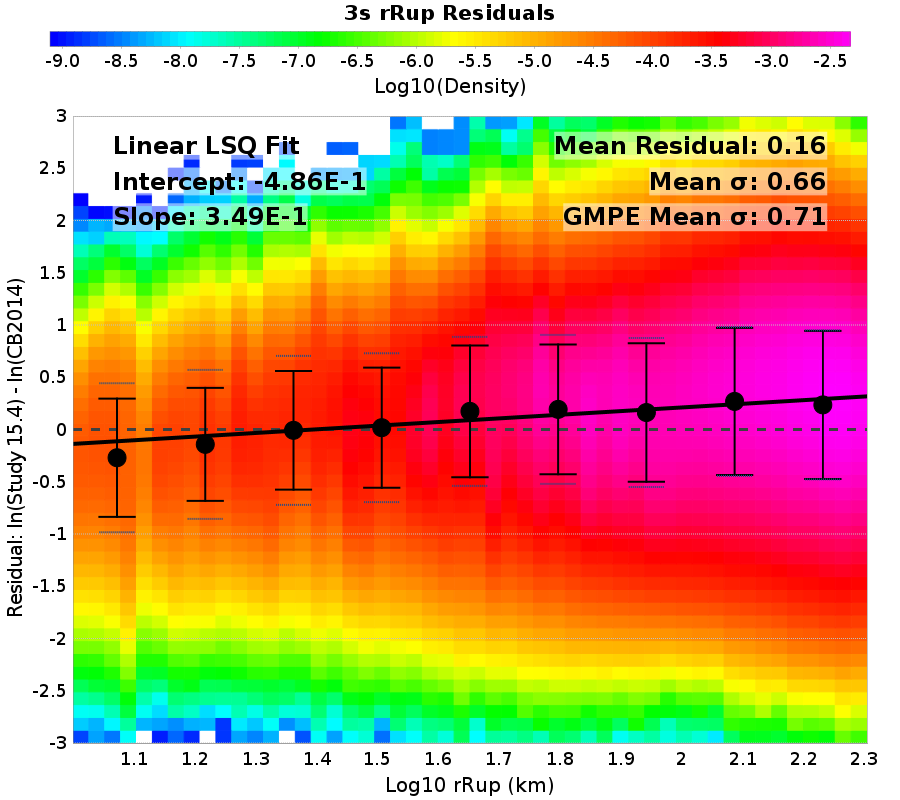 3s rRup Residuals
-9.0 -8.5 -8.0 -7.5 -7.0 -6.5 -6.0 -5.5 -5.0 -4.5 -4.0 -3.5 -3.0 -2.5
Log10(Density)
Linear LSQ Fit
Intercept: -4.86E-1
Slope: 3.49E-1
Mean Residual: 0.16
Mean σ: 0.66
GMPE Mean σ: 0.71
Residual: ln(Study 15.4) - ln(CB2014)
3
2.5
2
1.5
1
0.5
0
-0.5
-1
-1.5
-2
-2.5
-3
1.1 1.2 1.3 1.4 1.5 1.6 1.7 1.8 1.9 2 2.1 2.2 2.3
Log10 rRup (km)